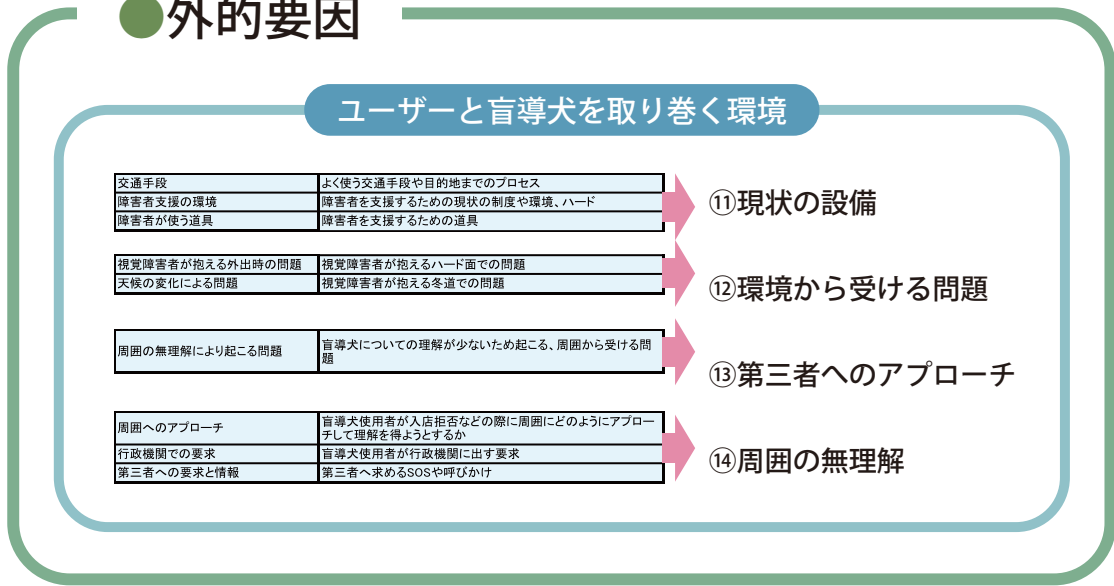 ●外的要因
ユーザーと盲導犬を取り巻く環境
交通手段 よく使う交通手段や目的地までのプロセス
障害者支援の環境 障害者を支援するための現状の制度や環境、ハード
障害者が使う道具 障害者を支援するための道具
⑪現状の設備
視覚障害者が抱える外出時の問題 視覚障害者が抱えるハード面での問題
天候の変化による問題 視覚障害者が抱える冬道での問題
⑫環境から受ける問題
周囲の無理解により起こる問題 盲導犬についての理解が少ないため起こる、周囲から受ける問
題
⑬第三者へのアプローチ
周囲へのアプローチ 盲導犬使用者が入店拒否などの際に周囲にどのようにアプロー
チして理解を得ようとするか
行政機関での要求 盲導犬使用者が行政機関に出す要求
第三者への要求と情報 第三者へ求めるSOSや呼びかけ
⑭周囲の無理解